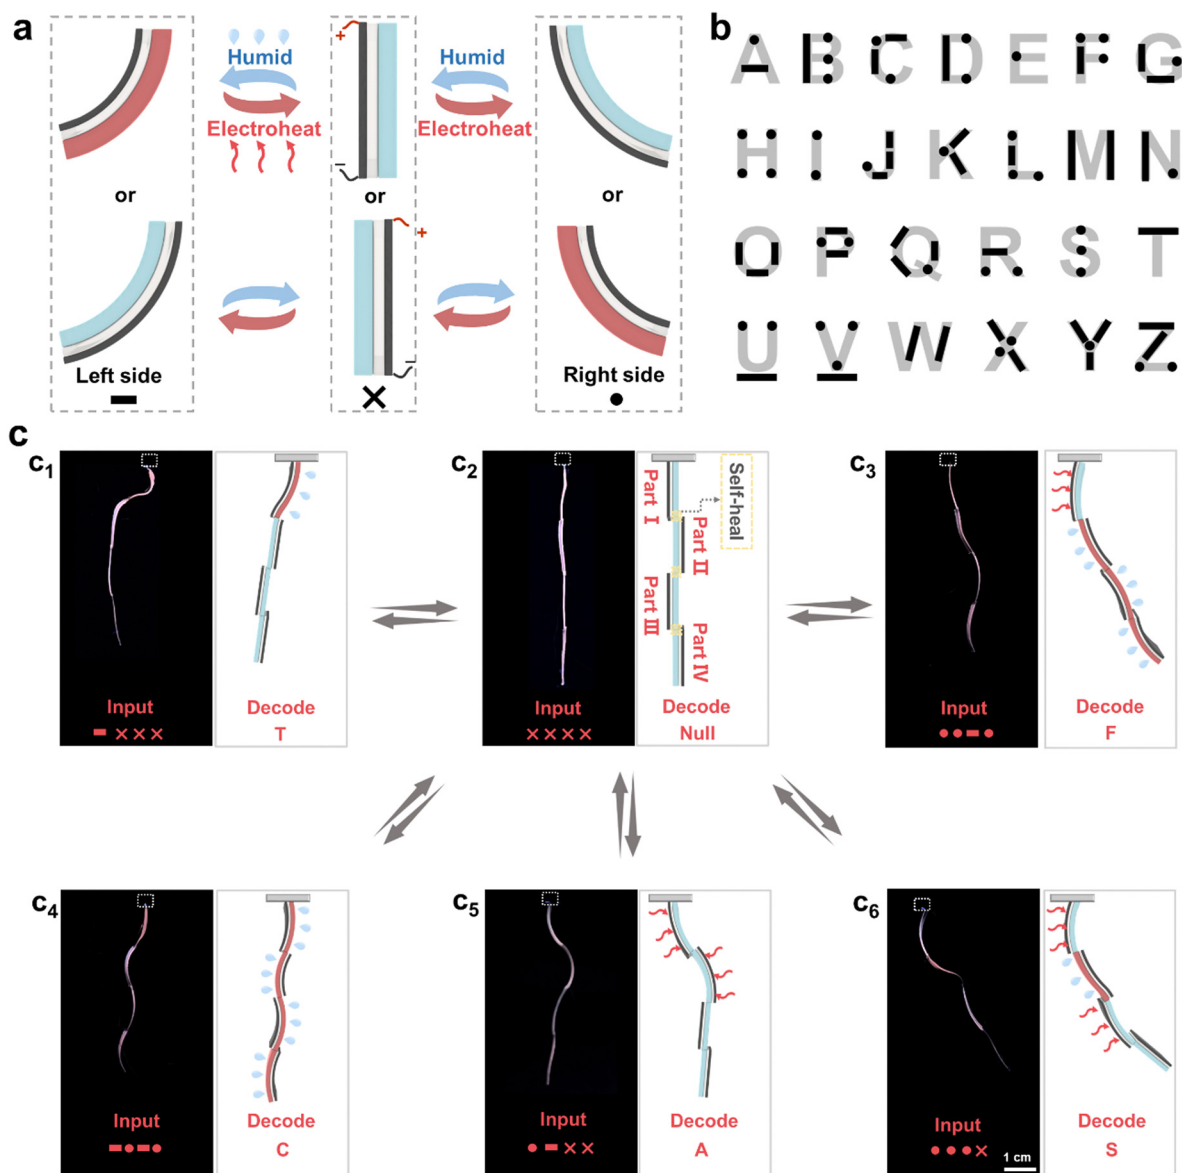 a
Humid
Electroheat
or
Left side
+
−
or
+
−
Humid
Electroheat
or
Right side
b
A B C D E F G
H I J K L M N
O P Q R S T
U V W X Y Z
c
c1
Input
Decode
T
c2
Input
Part I
Part II
Part III
Part IV
Self-heal
Decode
Null
c3
Input
Decode
F
c4
Input
Decode
C
c5
Input
Decode
A
c6
Input
1 cm
Decode
S